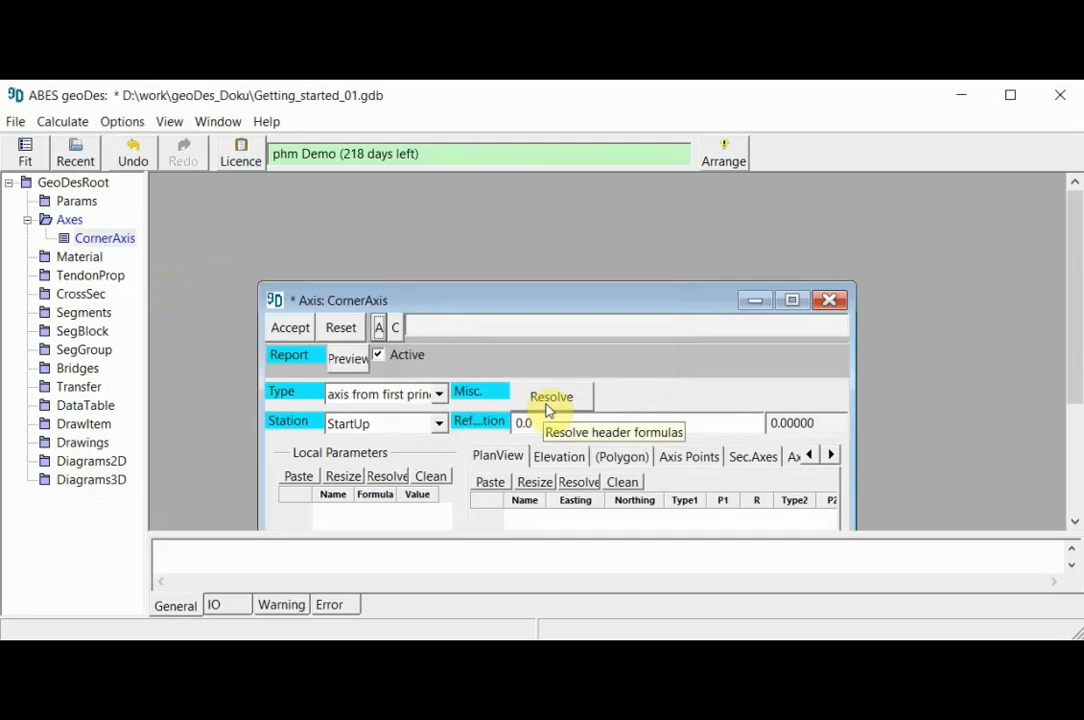 ABES geoDes: * D:\work\geoDes_Doku\Getting_started_01.gdb
File Calculate Options View Window Help
Fit Recent Undo Redo Licence phm Demo (218 days left) Arrange
GeoDesRoot
Params
Axes
CornerAxis
Material
TendonProp
CrossSec
Segments
SegBlock
SegGroup
Bridges
Transfer
DataTable
DrawItem
Drawings
Diagrams2D
Diagrams3D
* Axis: CornerAxis
Accept Reset A C
Report Preview Active
Type axis from first prin Misc. Resolve
Station StartUp Ref....tion 0.0 0.00000
Resolve header formulas
Local Parameters PlanView Elevation (Polygon) Axis Points Sec.Axes Ax
Paste Resize Resolve Clean Paste Resize Resolve Clean
Name Formula Value Name Easting Northing Type1 P1 R Type2 P2
General IO Warning Error